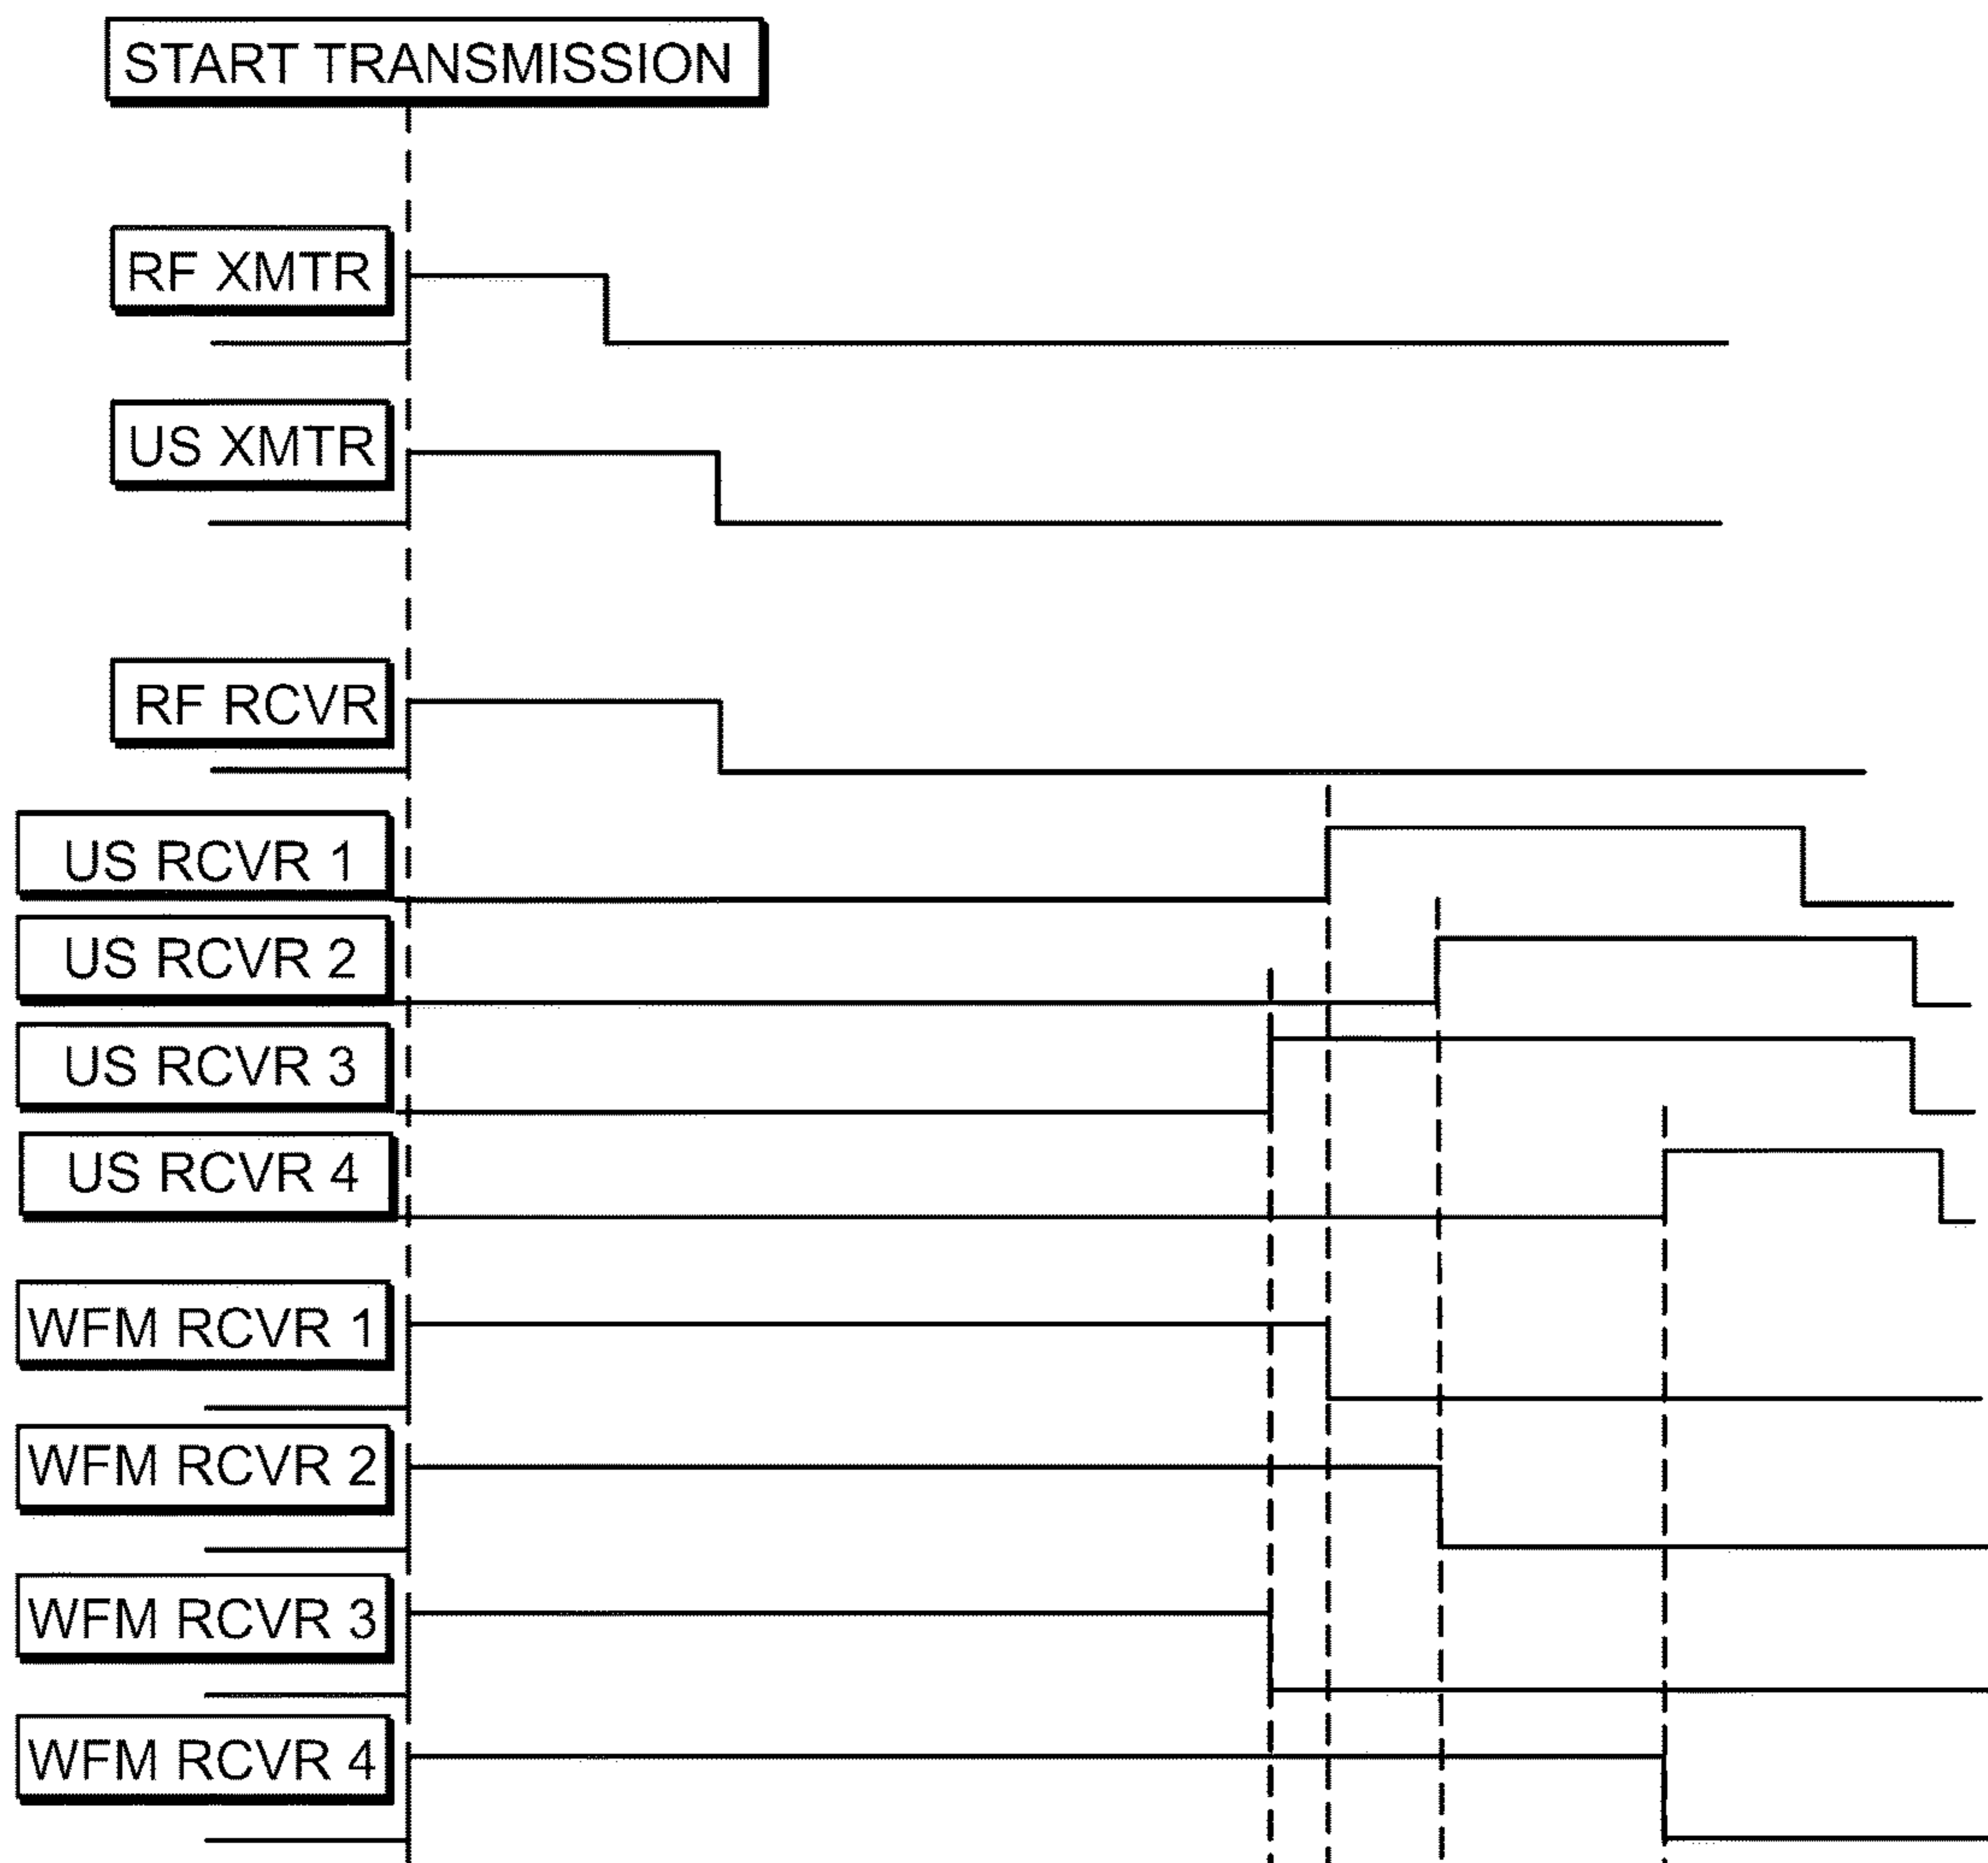 START TRANSMISSION
RF XMTR
US XMTR
RF RCVR
US RCVR 1
US RCVR 2
US RCVR 3
US RCVR 4
WFM RCVR 1
WFM RCVR 2
WFM RCVR 3
WFM RCVR 4